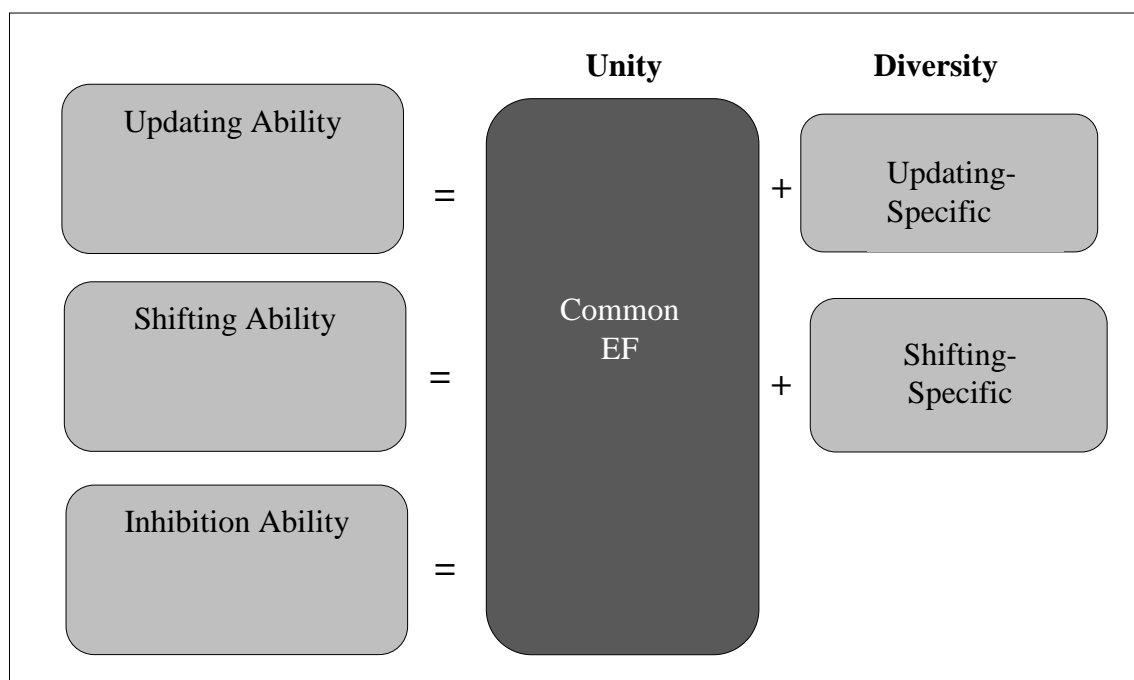 Unity
Diversity
Updating Ability
=
+
Updating-
Specific
Shifting Ability
=
Common
EF
+
Shifting-
Specific
Inhibition Ability
=